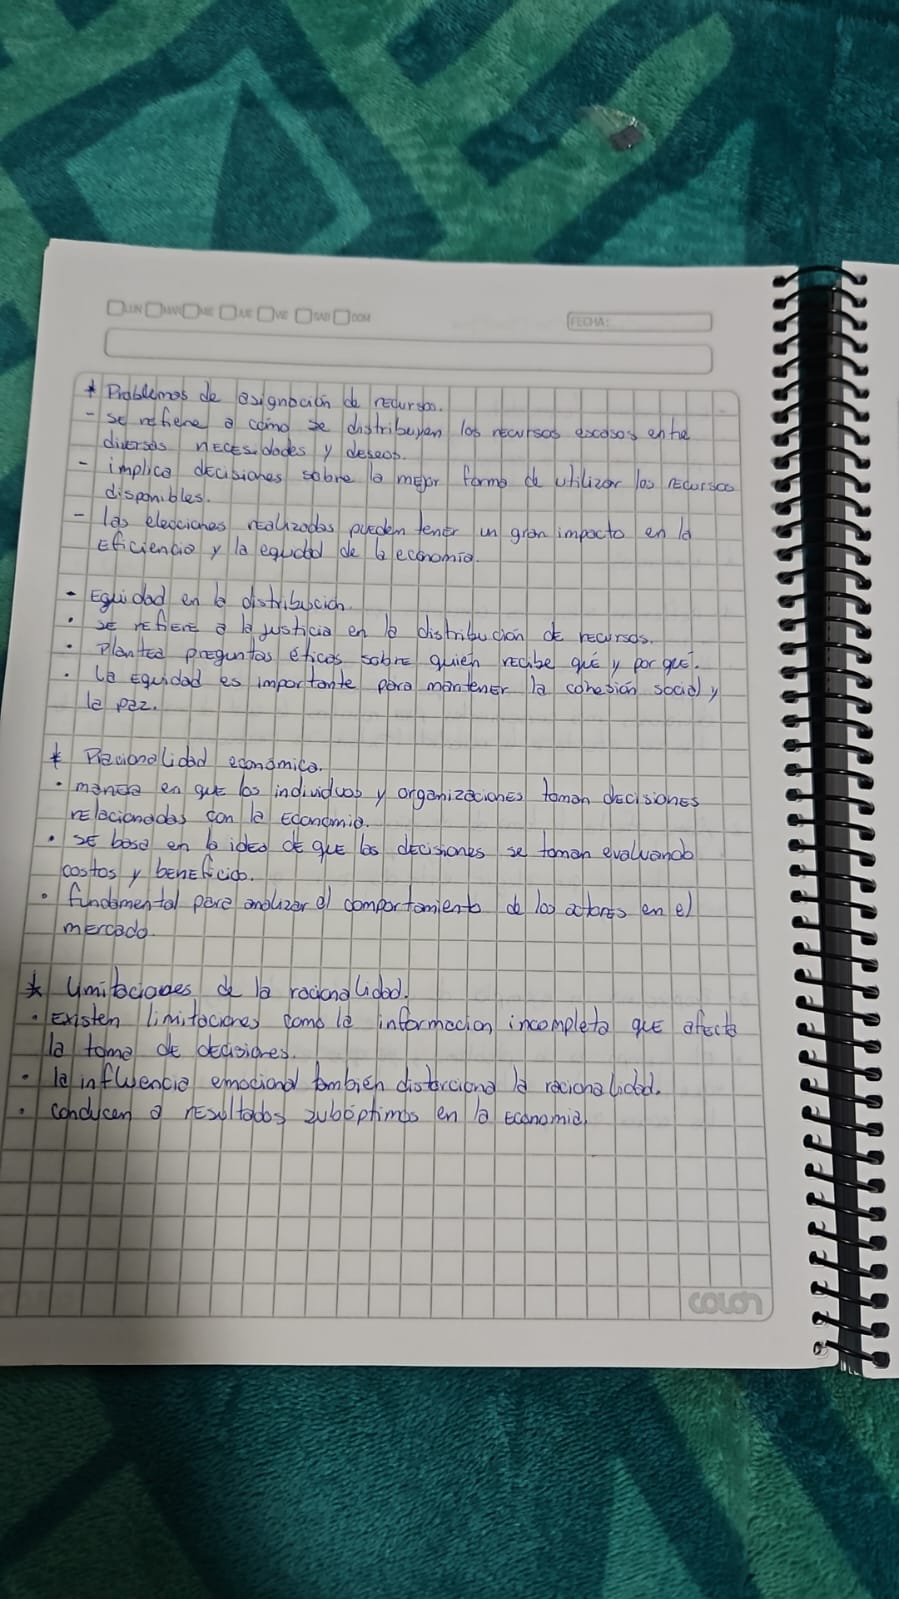 LUN MAR MIE JUE VIE SAB DOM
FECHA:
* Problemas de asignación de recursos.
- se refiere a cómo se distribuyen los recursos escasos entre
diversas necesidades y deseos.
- implica decisiones sobre la mejor forma de utilizar los recursos
disponibles.
- las elecciones realizadas pueden tener un gran impacto en la
Eficiencia y la equidad de la economía.
- Equidad en la distribución.
· se refiere a la justicia en la distribución de recursos.
· Plantea preguntas éticas sobre quién recibe qué y por qué.
· la Equidad es importante para mantener la cohesión social y
la paz.
* Racionalidad económica.
· manera en que los individuos y organizaciones toman decisiones
relacionadas con la Economía.
· se basa en la idea de que las decisiones se toman evaluando
costos y beneficio.
· fundamental para analizar el comportamiento de los actores en el
mercado.
* Limitaciones de la racionalidad.
· Existen limitaciones como la informacion incompleta que afecta
la toma de decisiones.
· la influencia emocional también distorciona la racionalidad.
· conducen a resultados subóptimos en la Economia.
colon